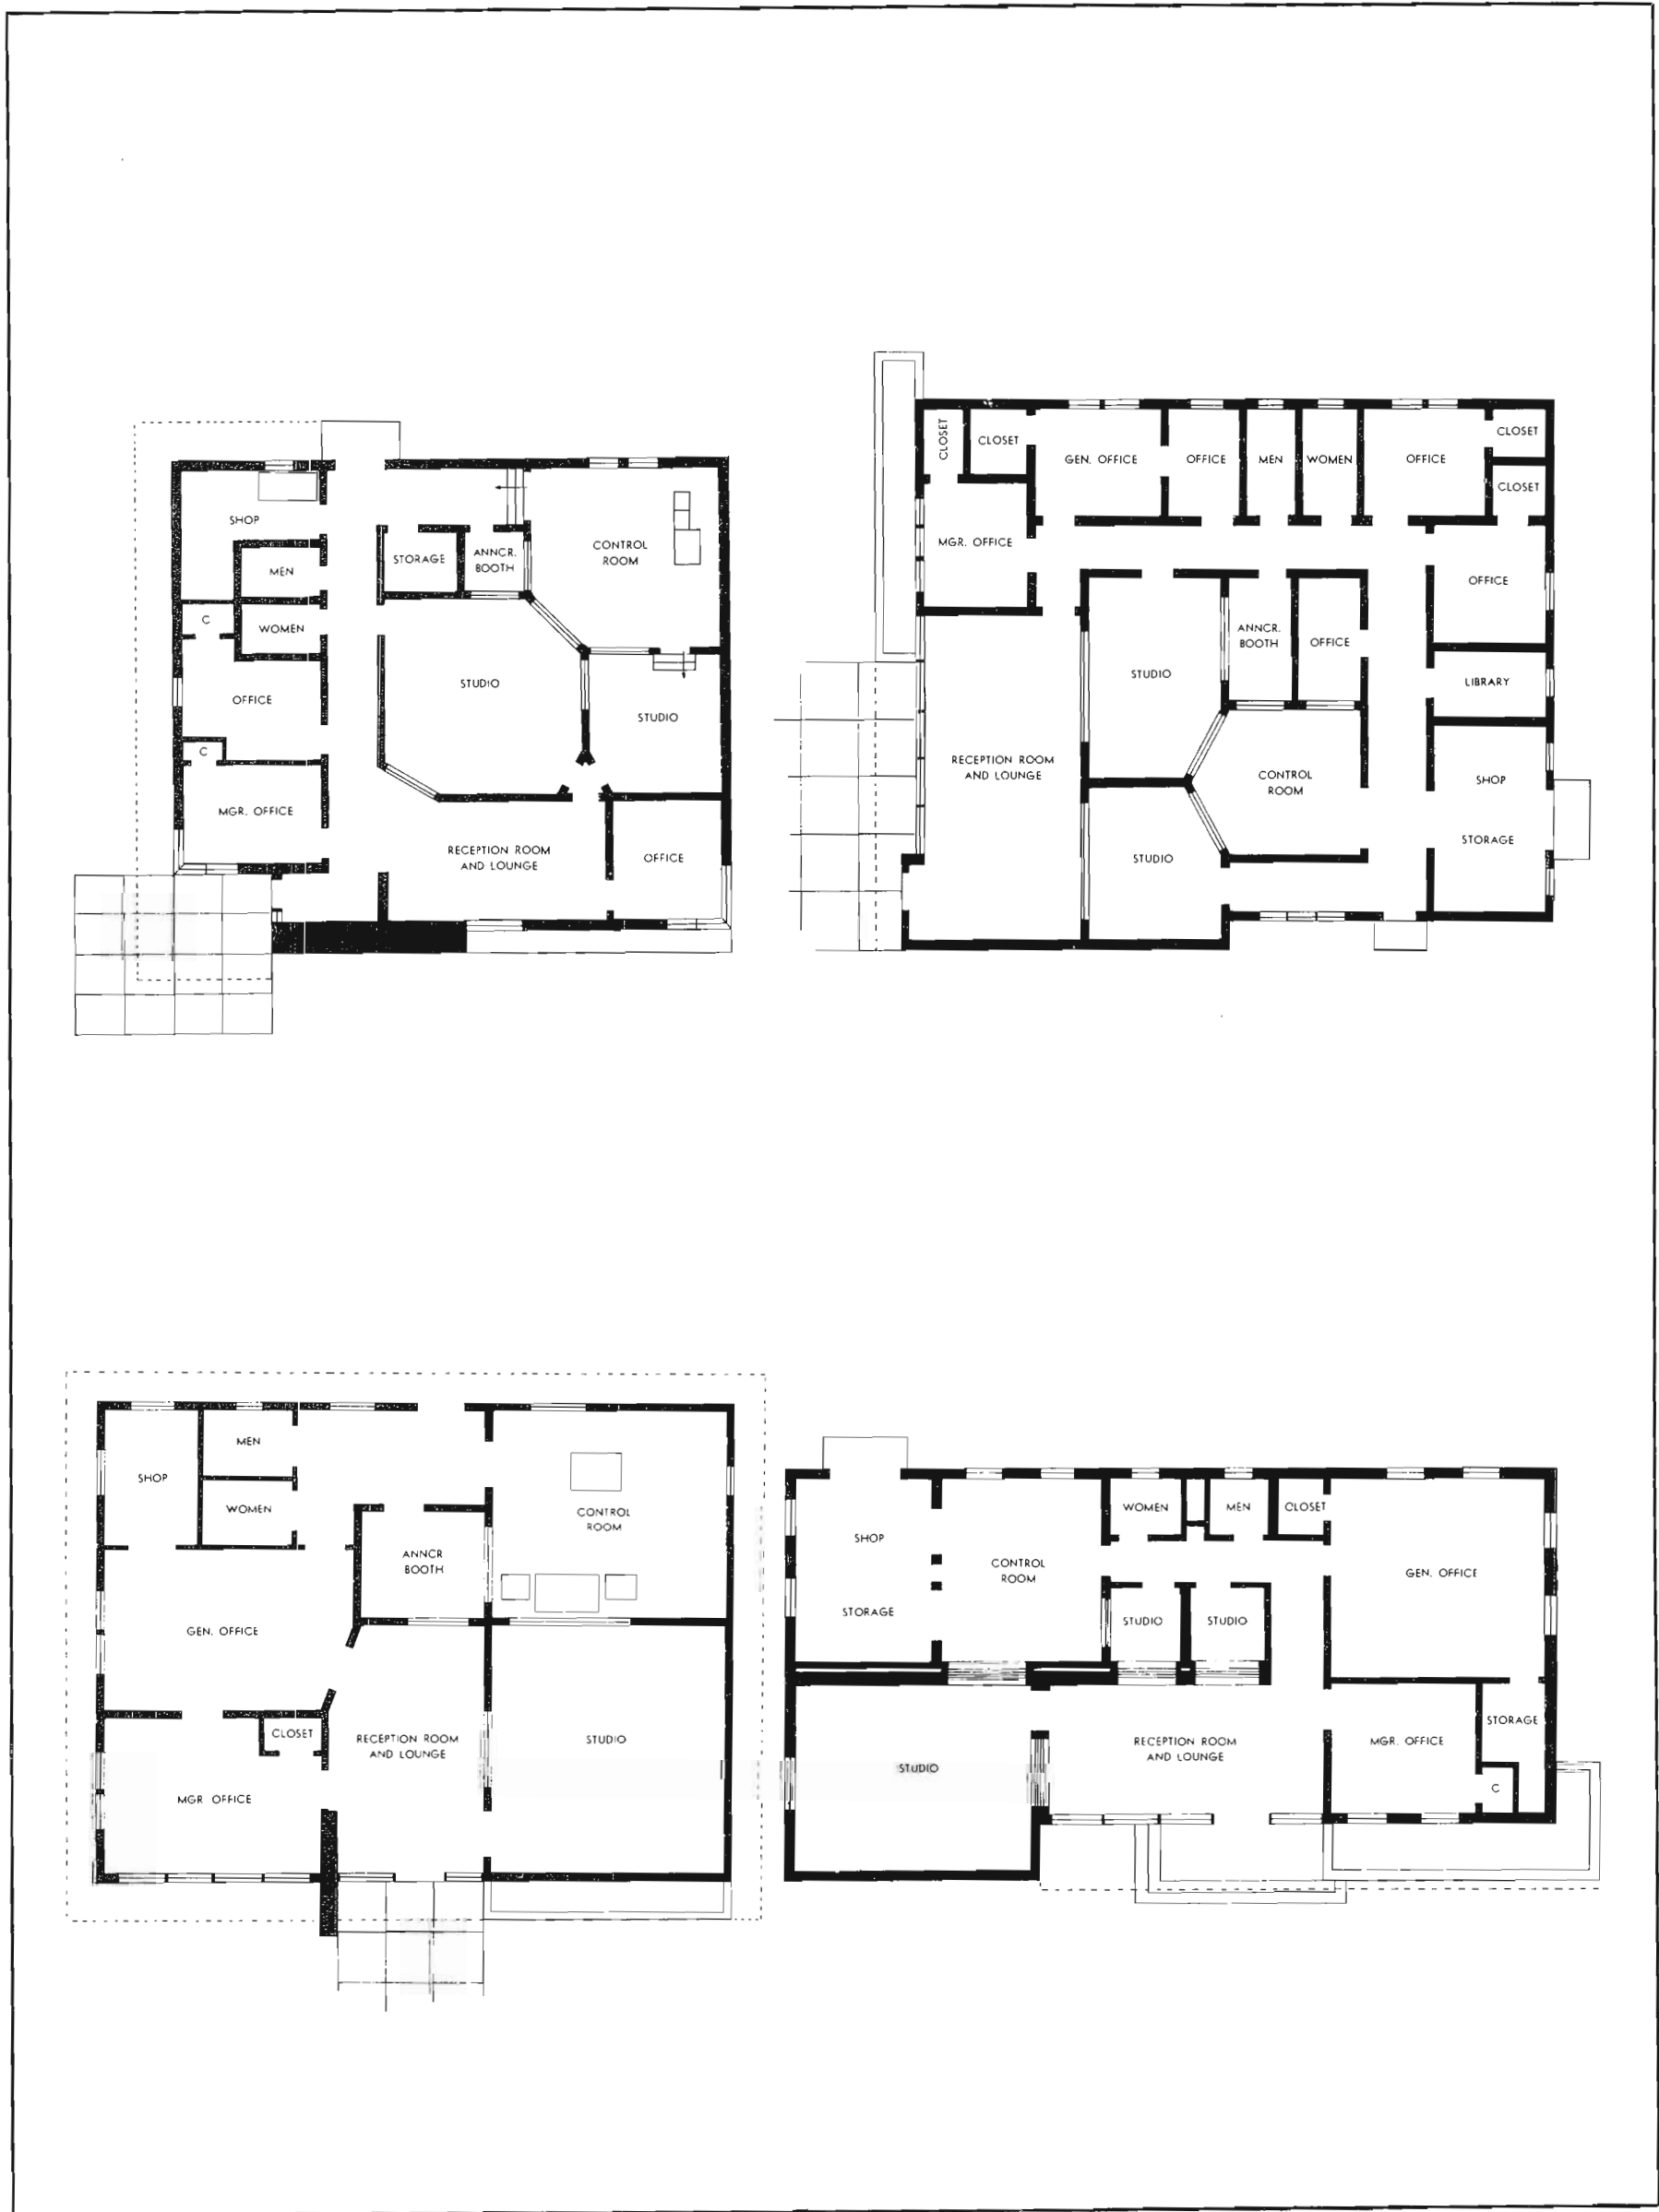 SHOP
MEN
C
WOMEN
OFFICE
C
MGR. OFFICE
STORAGE
ANNCR.
BOOTH
CONTROL
ROOM
STUDIO
STUDIO
RECEPTION ROOM
AND LOUNGE
OFFICE
CLOSET
CLOSET
GEN. OFFICE
OFFICE
MEN
WOMEN
OFFICE
CLOSET
CLOSET
MGR. OFFICE
OFFICE
ANNCR.
BOOTH
OFFICE
STUDIO
LIBRARY
RECEPTION ROOM
AND LOUNGE
CONTROL
ROOM
SHOP
STORAGE
STUDIO
MEN
SHOP
WOMEN
CONTROL
ROOM
ANNCR
BOOTH
GEN. OFFICE
CLOSET
RECEPTION ROOM
AND LOUNGE
STUDIO
MGR OFFICE
WOMEN
MEN
CLOSET
SHOP
CONTROL
ROOM
GEN. OFFICE
STORAGE
STUDIO
STUDIO
STORAGE
RECEPTION ROOM
AND LOUNGE
MGR. OFFICE
STUDIO
C